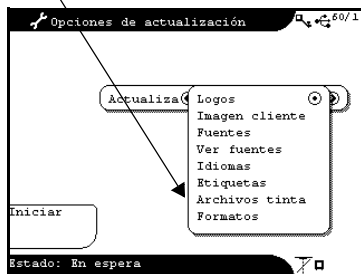 Opciones de actualización
60/1
Actualiza
Logos
Imagen cliente
Fuentes
Ver fuentes
Idiomas
Etiquetas
Archivos tinta
Formatos
Iniciar
Estado: En espera